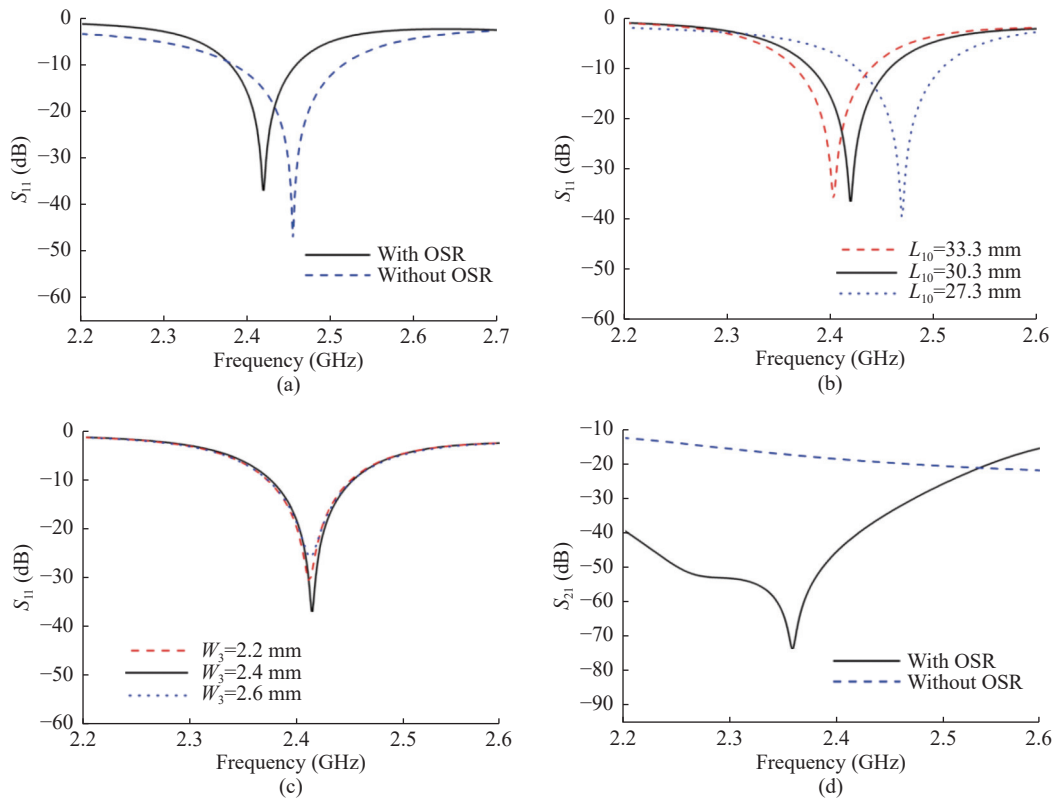 0
−10
−20
−30
−40
−50
−60
S11 (dB)
With OSR
Without OSR
2.2 2.3 2.4 2.5 2.6 2.7
Frequency (GHz)
(a)
0
−10
−20
−30
−40
−50
−60
S11 (dB)
L10=33.3 mm
L10=30.3 mm
L10=27.3 mm
2.2 2.3 2.4 2.5 2.6
Frequency (GHz)
(b)
0
−10
−20
−30
−40
−50
−60
S11 (dB)
W3=2.2 mm
W3=2.4 mm
W3=2.6 mm
2.2 2.3 2.4 2.5 2.6
Frequency (GHz)
(c)
−10
−20
−30
−40
−50
−60
−70
−80
−90
S21 (dB)
With OSR
Without OSR
2.2 2.3 2.4 2.5 2.6
Frequency (GHz)
(d)